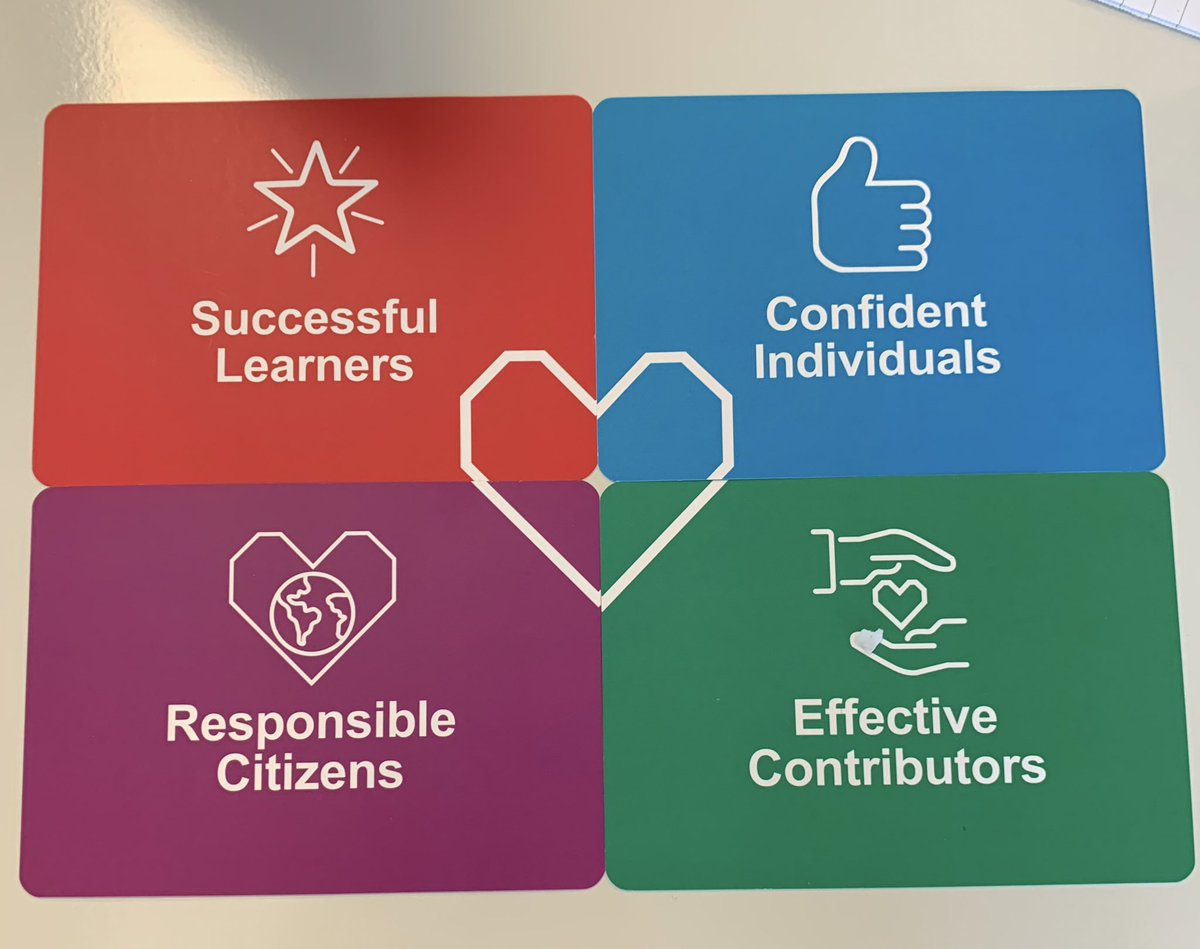 Successful
Learners
Confident
Individuals
Responsible
Citizens
Effective
Contributors